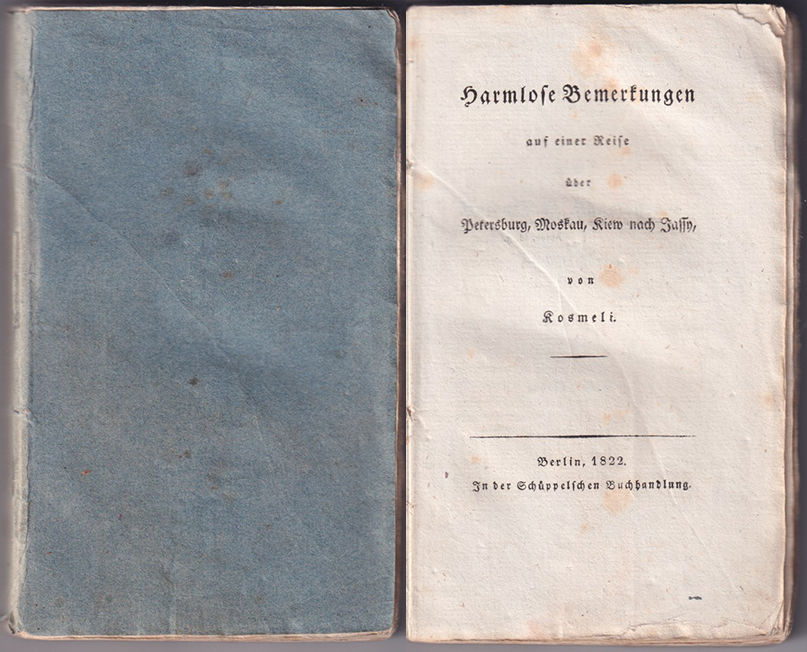 Harmlose Bemerkungen
auf einer Reise
über
Petersburg, Moskau, Kiew nach Jassy,
von
Kosmeli.
Berlin, 1822.
In der Schüppelschen Buchhandlung.